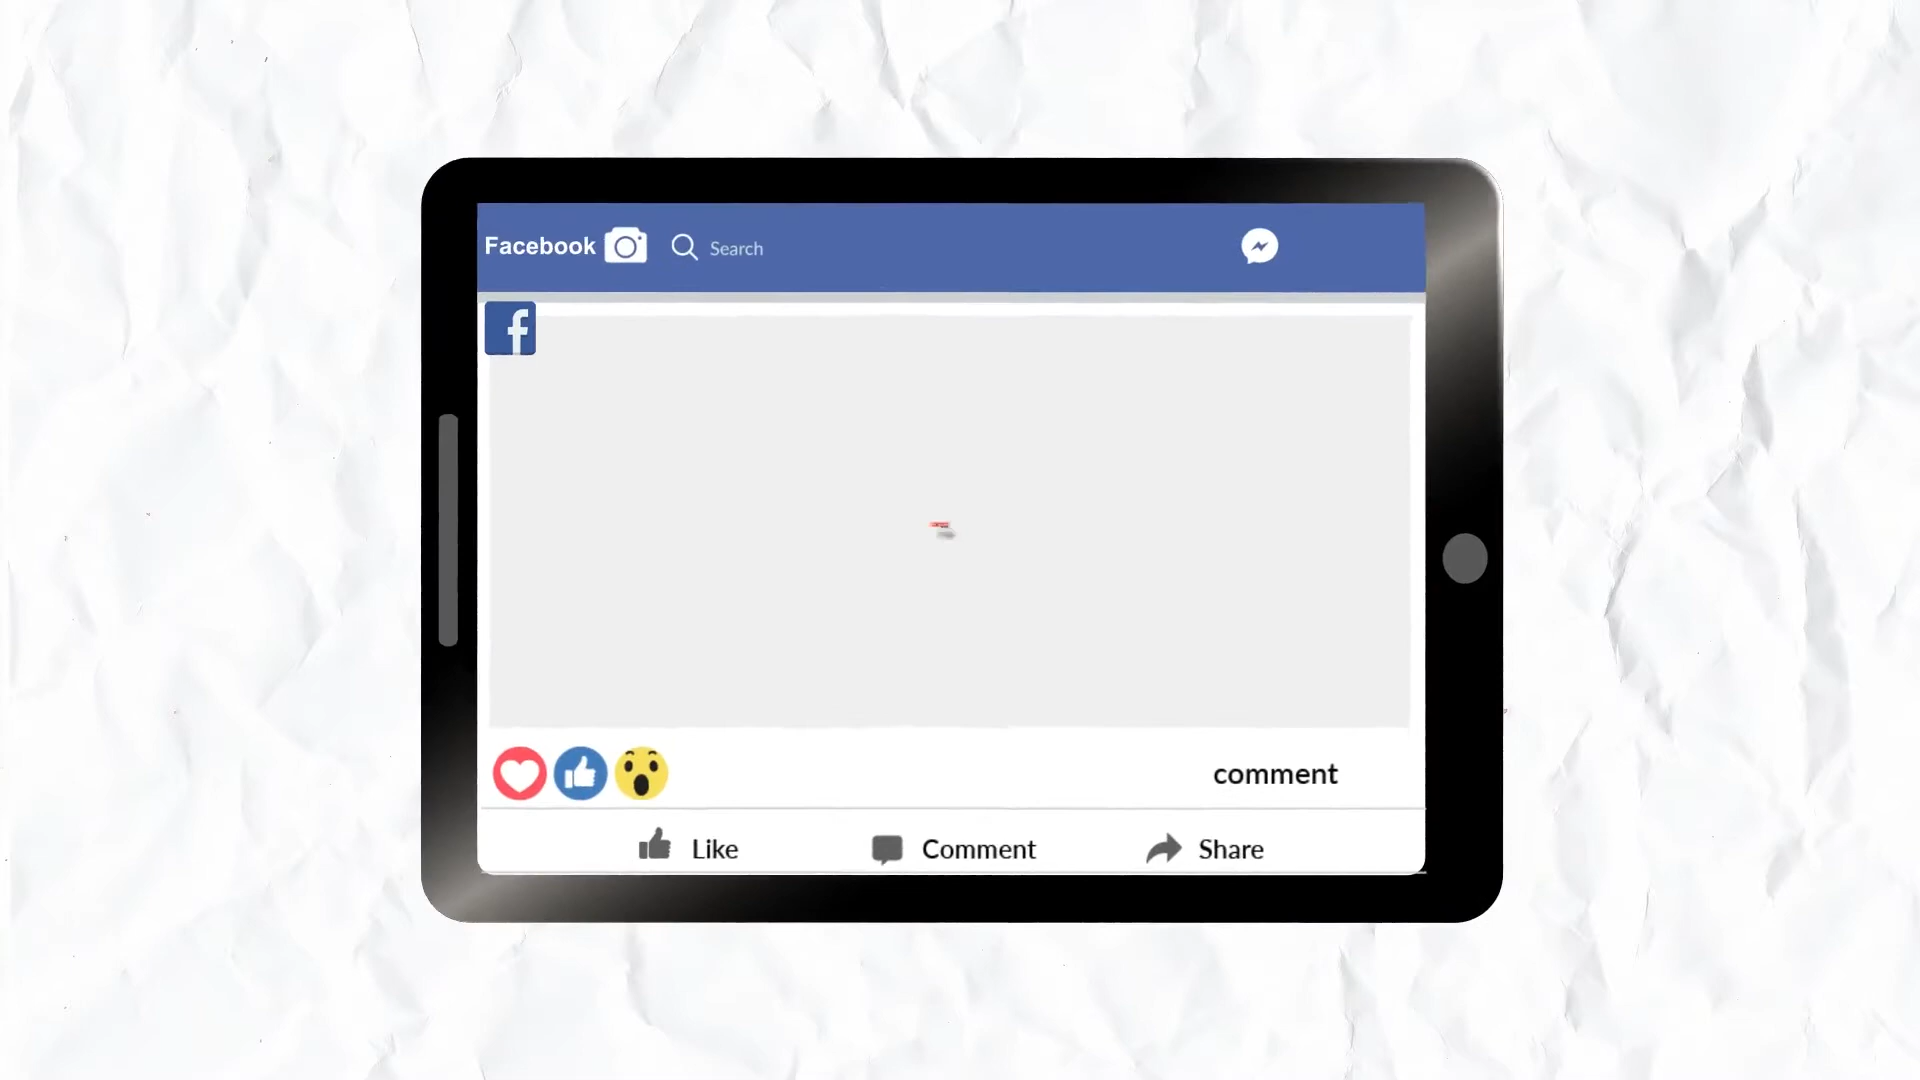 Facebook
Search
f
comment
Like
Comment
Share